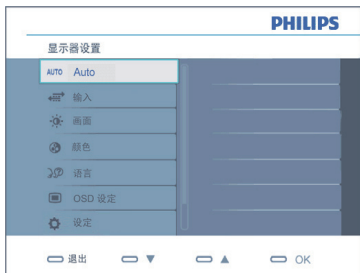 PHILIPS
显示器设置
AUTO Auto
输入
画面
颜色
语言
OSD 设定
设定
退出 ▼ ▲ OK